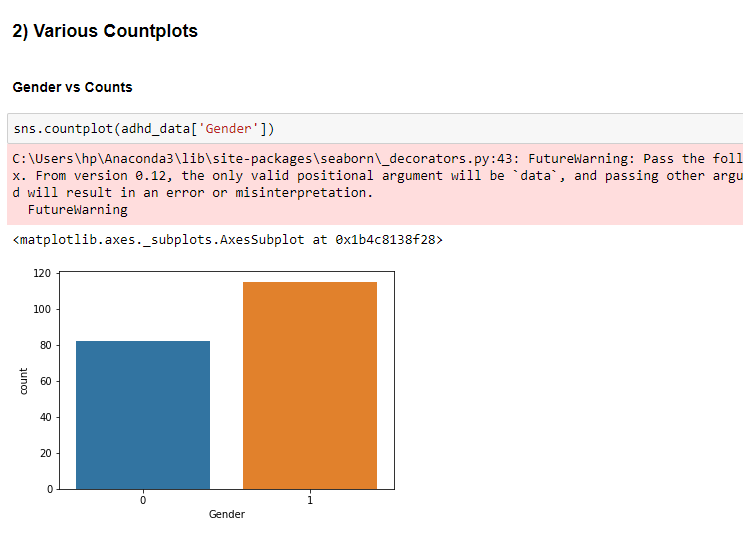 2) Various Countplots
Gender vs Counts
sns.countplot(adhd_data['Gender'])
C:\Users\hp\Anaconda3\lib\site-packages\seaborn\_decorators.py:43: FutureWarning: Pass the foll
x. From version 0.12, the only valid positional argument will be `data`, and passing other argu
d will result in an error or misinterpretation.
FutureWarning
<matplotlib.axes._subplots.AxesSubplot at 0x1b4c8138f28>
120
100
80
60
40
20
0
count
0 1
Gender